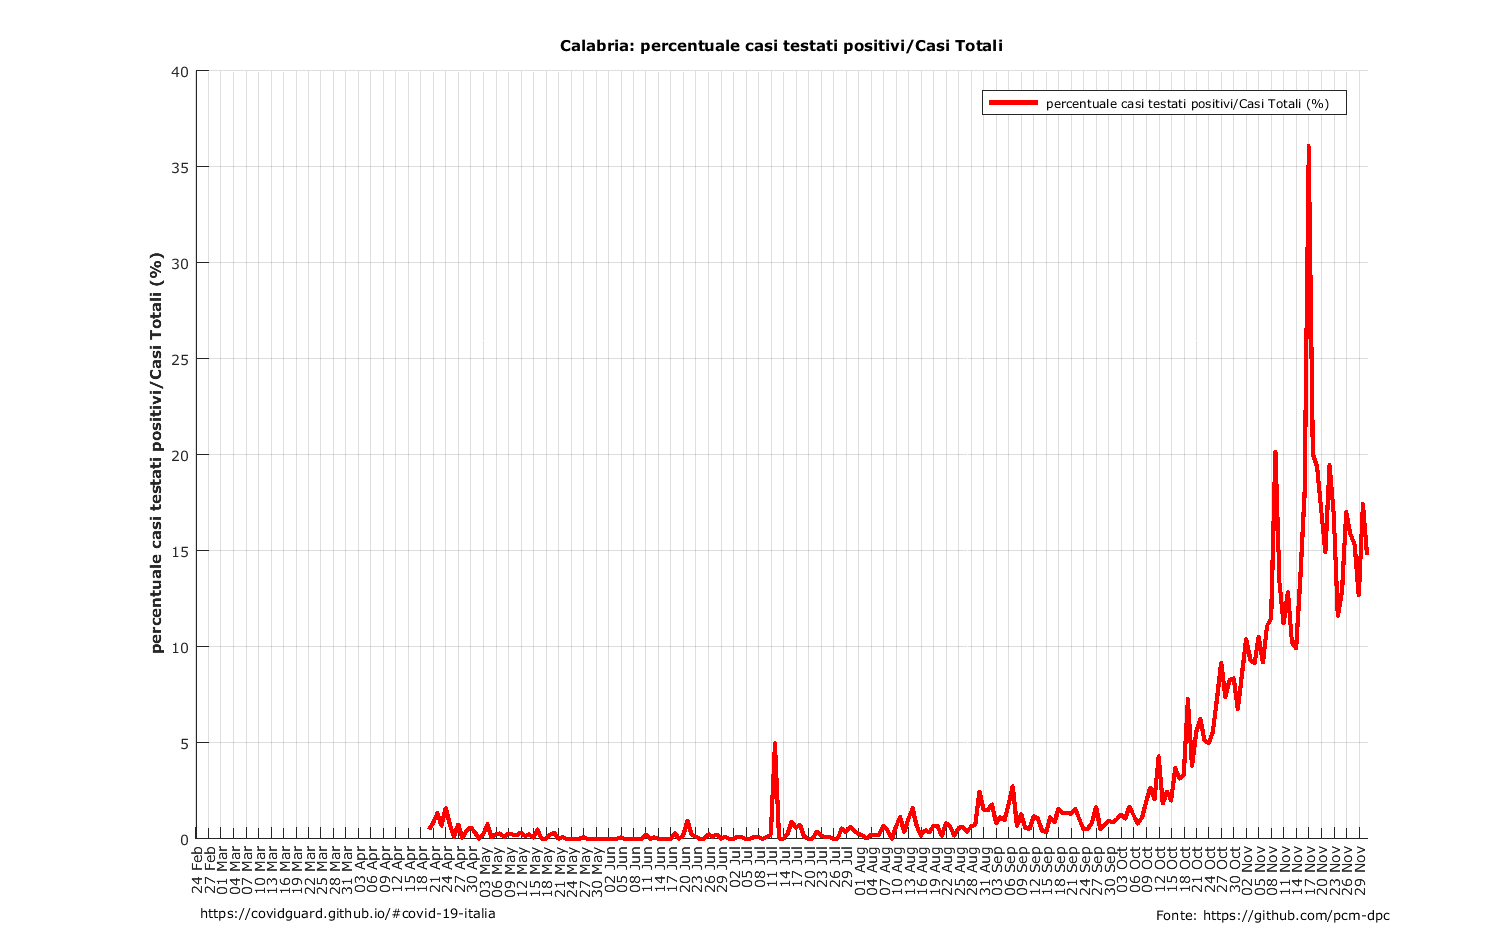 Calabria: percentuale casi testati positivi/Casi Totali
percentuale casi testati positivi/Casi Totali (%)
percentuale casi testati positivi/Casi Totali (%)
40
35
30
25
20
15
10
5
0
24 Feb
27 Feb
01 Mar
04 Mar
07 Mar
10 Mar
13 Mar
16 Mar
19 Mar
22 Mar
25 Mar
28 Mar
31 Mar
03 Apr
06 Apr
09 Apr
12 Apr
15 Apr
18 Apr
21 Apr
24 Apr
27 Apr
30 Apr
03 May
06 May
09 May
12 May
15 May
18 May
21 May
24 May
27 May
30 May
02 Jun
05 Jun
08 Jun
11 Jun
14 Jun
17 Jun
20 Jun
23 Jun
26 Jun
29 Jun
02 Jul
05 Jul
08 Jul
11 Jul
14 Jul
17 Jul
20 Jul
23 Jul
26 Jul
29 Jul
01 Aug
04 Aug
07 Aug
10 Aug
13 Aug
16 Aug
19 Aug
22 Aug
25 Aug
28 Aug
31 Aug
03 Sep
06 Sep
09 Sep
12 Sep
15 Sep
18 Sep
21 Sep
24 Sep
27 Sep
30 Sep
03 Oct
06 Oct
09 Oct
12 Oct
15 Oct
18 Oct
21 Oct
24 Oct
27 Oct
30 Oct
02 Nov
05 Nov
08 Nov
11 Nov
14 Nov
17 Nov
20 Nov
23 Nov
26 Nov
29 Nov
https://covidguard.github.io/#covid-19-italia
Fonte: https://github.com/pcm-dpc